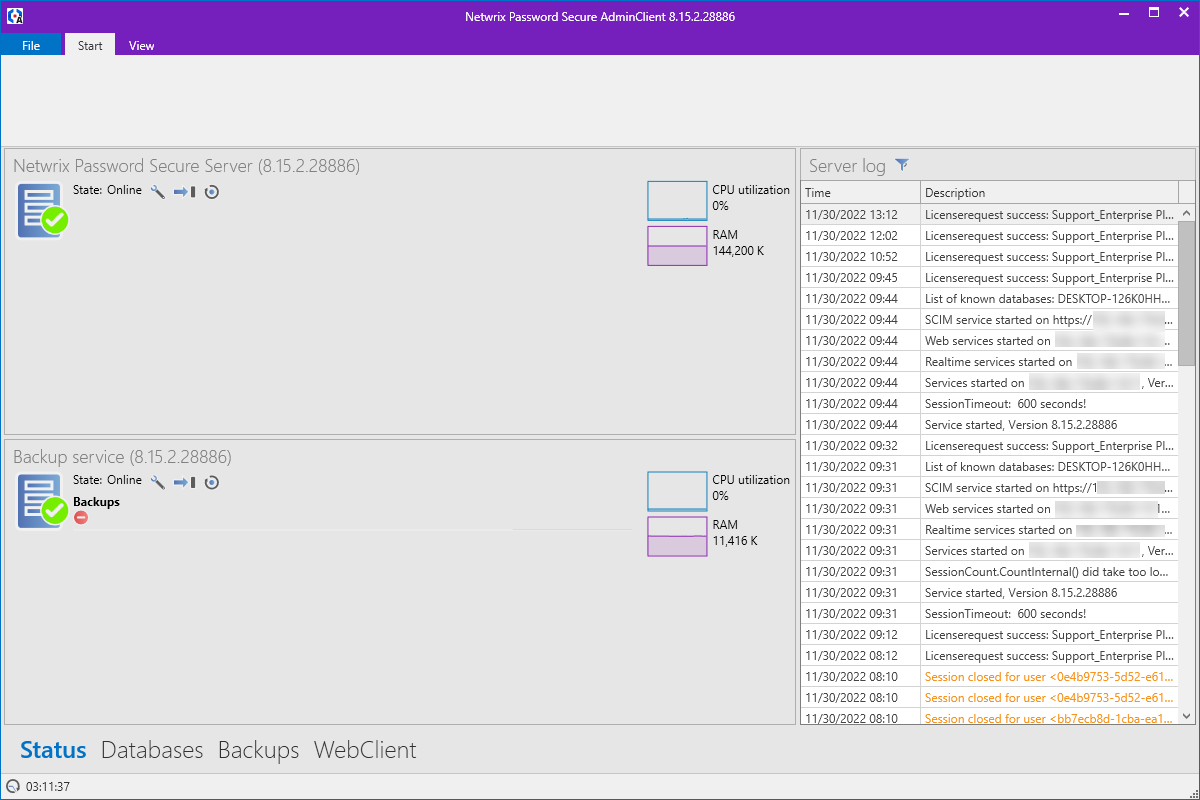 Netwrix Password Secure AdminClient 8.15.2.28886
File Start View
Netwrix Password Secure Server (8.15.2.28886)
State: Online
CPU utilization
0%
RAM
144,200 K
Backup service (8.15.2.28886)
State: Online
Backups
CPU utilization
0%
RAM
11,416 K
Server log
Time Description
11/30/2022 13:12 Licenserequest success: Support_Enterprise Pl...
11/30/2022 12:02 Licenserequest success: Support_Enterprise Pl...
11/30/2022 10:52 Licenserequest success: Support_Enterprise Pl...
11/30/2022 09:45 Licenserequest success: Support_Enterprise Pl...
11/30/2022 09:44 List of known databases: DESKTOP-126K0HH...
11/30/2022 09:44 SCIM service started on https:// ...
11/30/2022 09:44 Web services started on ...
11/30/2022 09:44 Realtime services started on ...
11/30/2022 09:44 Services started on , Ver...
11/30/2022 09:44 SessionTimeout: 600 seconds!
11/30/2022 09:44 Service started, Version 8.15.2.28886
11/30/2022 09:32 Licenserequest success: Support_Enterprise Pl...
11/30/2022 09:31 List of known databases: DESKTOP-126K0HH...
11/30/2022 09:31 SCIM service started on https://1 ...
11/30/2022 09:31 Web services started on 1...
11/30/2022 09:31 Realtime services started on ...
11/30/2022 09:31 Services started on , Ver...
11/30/2022 09:31 SessionCount.CountInternal() did take too lo...
11/30/2022 09:31 Service started, Version 8.15.2.28886
11/30/2022 09:31 SessionTimeout: 600 seconds!
11/30/2022 09:12 Licenserequest success: Support_Enterprise Pl...
11/30/2022 08:12 Licenserequest success: Support_Enterprise Pl...
11/30/2022 08:10 Session closed for user <0e4b9753-5d52-e61...
11/30/2022 08:10 Session closed for user <0e4b9753-5d52-e61...
11/30/2022 08:10 Session closed for user <bb7ecb8d-1cba-ea1...
Status Databases Backups WebClient
03:11:37